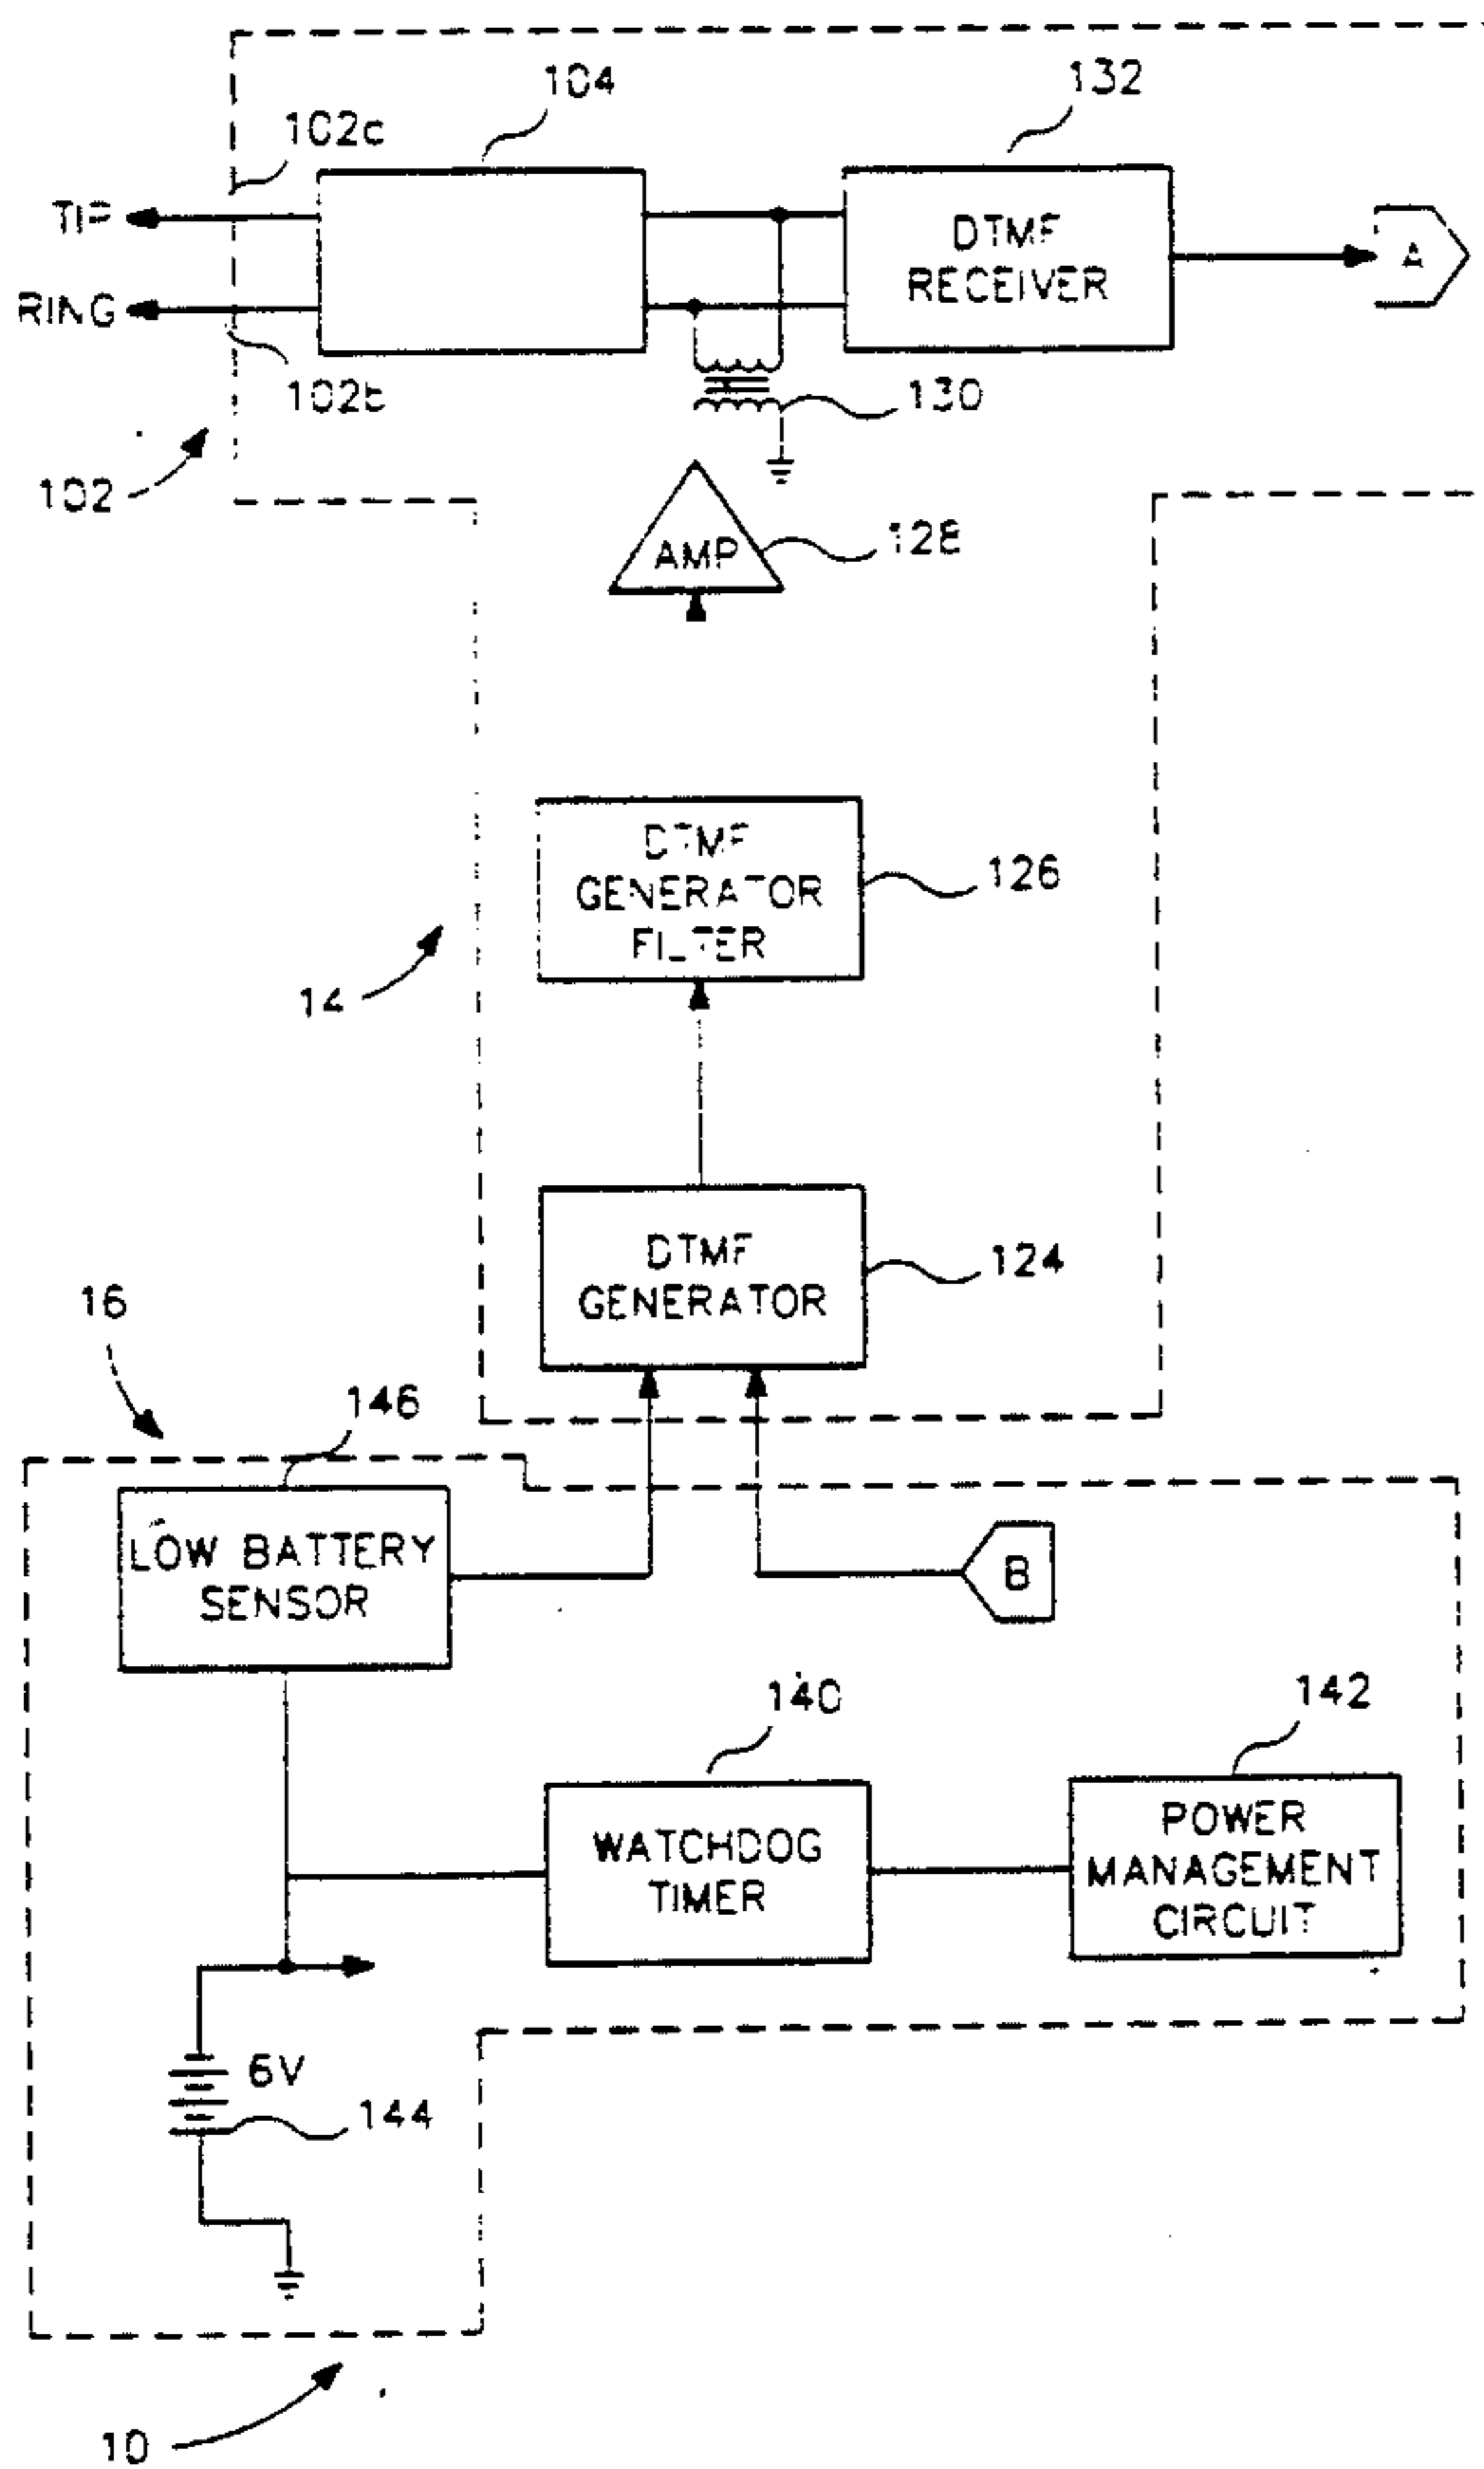 104
132
102c
TIP
DTMF
RECEIVER
A
RING
102b
130
102
AMP
128
DTMF
GENERATOR
FILTER
126
14
DTMF
GENERATOR
124
16
146
LOW BATTERY
SENSOR
B
140
142
WATCHDOG
TIMER
POWER
MANAGEMENT
CIRCUIT
6V
144
10